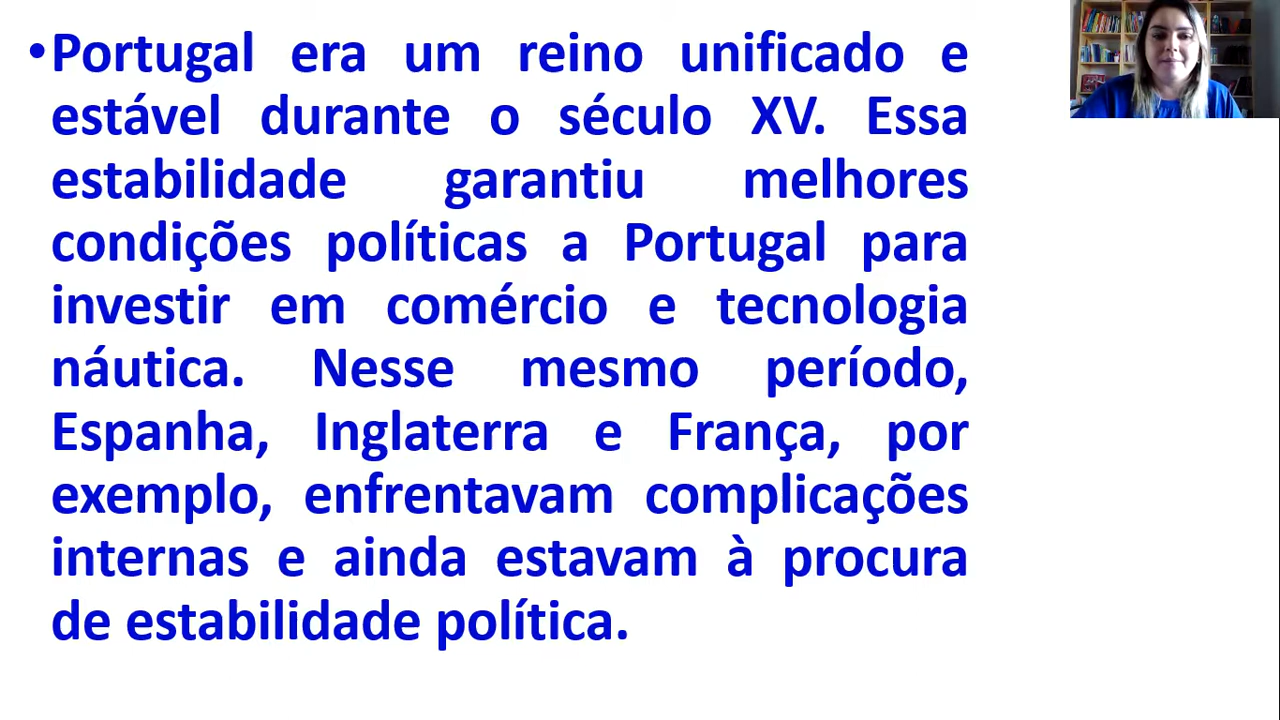 •Portugal era um reino unificado e
estável durante o século XV. Essa
estabilidade garantiu melhores
condições políticas a Portugal para
investir em comércio e tecnologia
náutica. Nesse mesmo período,
Espanha, Inglaterra e França, por
exemplo, enfrentavam complicações
internas e ainda estavam à procura
de estabilidade política.